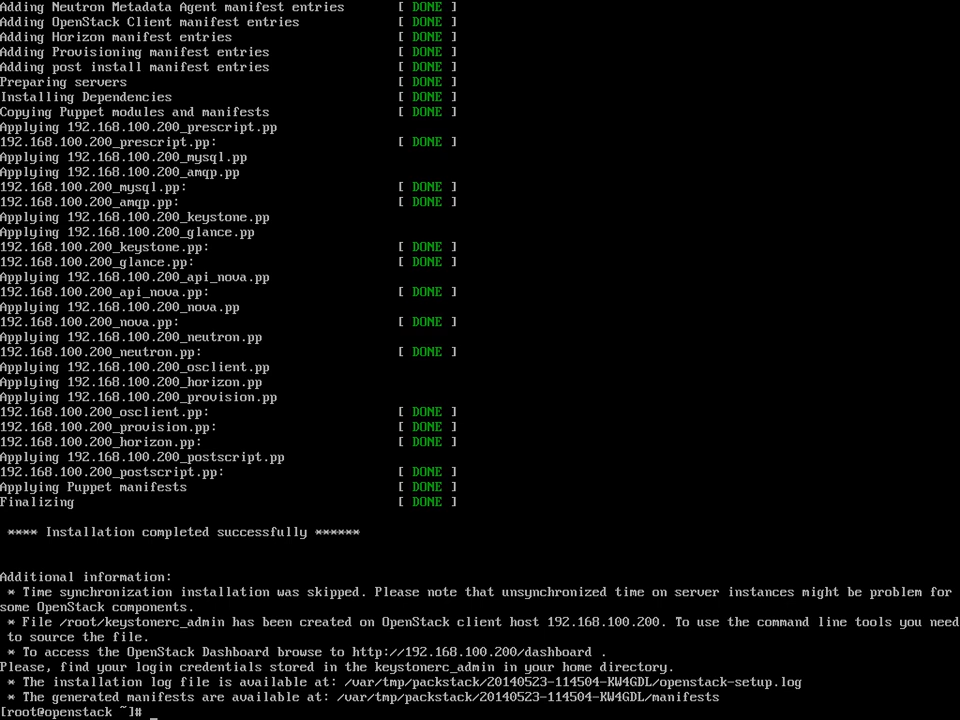 Adding Neutron Metadata Agent manifest entries [ DONE ]
Adding OpenStack Client manifest entries [ DONE ]
Adding Horizon manifest entries [ DONE ]
Adding Provisioning manifest entries [ DONE ]
Adding post install manifest entries [ DONE ]
Preparing servers [ DONE ]
Installing Dependencies [ DONE ]
Copying Puppet modules and manifests [ DONE ]
Applying 192.168.100.200_prescript.pp
192.168.100.200_prescript.pp: [ DONE ]
Applying 192.168.100.200_mysql.pp
Applying 192.168.100.200_amqp.pp
192.168.100.200_mysql.pp: [ DONE ]
192.168.100.200_amqp.pp: [ DONE ]
Applying 192.168.100.200_keystone.pp
Applying 192.168.100.200_glance.pp
192.168.100.200_keystone.pp: [ DONE ]
192.168.100.200_glance.pp: [ DONE ]
Applying 192.168.100.200_api_nova.pp
192.168.100.200_api_nova.pp: [ DONE ]
Applying 192.168.100.200_nova.pp
192.168.100.200_nova.pp: [ DONE ]
Applying 192.168.100.200_neutron.pp
192.168.100.200_neutron.pp: [ DONE ]
Applying 192.168.100.200_osclient.pp
Applying 192.168.100.200_horizon.pp
Applying 192.168.100.200_provision.pp
192.168.100.200_osclient.pp: [ DONE ]
192.168.100.200_provision.pp: [ DONE ]
192.168.100.200_horizon.pp: [ DONE ]
Applying 192.168.100.200_postscript.pp
192.168.100.200_postscript.pp: [ DONE ]
Applying Puppet manifests [ DONE ]
Finalizing [ DONE ]
**** Installation completed successfully ******
Additional information:
* Time synchronization installation was skipped. Please note that unsynchronized time on server instances might be problem for
some OpenStack components.
* File /root/keystonerc_admin has been created on OpenStack client host 192.168.100.200. To use the command line tools you need
to source the file.
* To access the OpenStack Dashboard browse to http://192.168.100.200/dashboard .
Please, find your login credentials stored in the keystonerc_admin in your home directory.
* The installation log file is available at: /var/tmp/packstack/20140523-114504-KW4GDL/openstack-setup.log
* The generated manifests are available at: /var/tmp/packstack/20140523-114504-KW4GDL/manifests
[root@openstack ~]# _